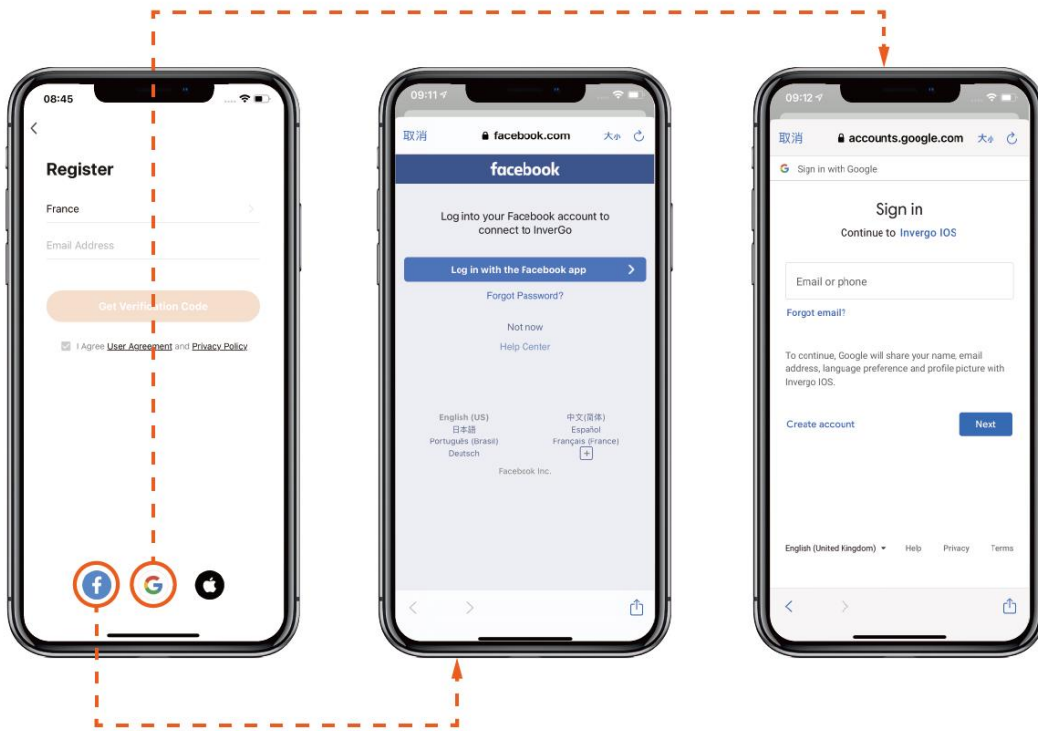 08:45
Register
France
Email Address
Get Verification Code
I Agree User Agreement and Privacy Policy
09:11
取消 facebook.com 大小
facebook
Log into your Facebook account to
connect to InverGo
Log in with the Facebook app
Forgot Password?
Not now
Help Center
English (US) 中文(简体)
日本語 Español
Português (Brasil) Français (France)
Deutsch
Facebook Inc.
09:12
取消 accounts.google.com 大小
Sign in with Google
Sign in
Continue to Invergo IOS
Email or phone
Forgot email?
To continue, Google will share your name, email
address, language preference and profile picture with
Invergo IOS.
Create account Next
English (United Kingdom) Help Privacy Terms